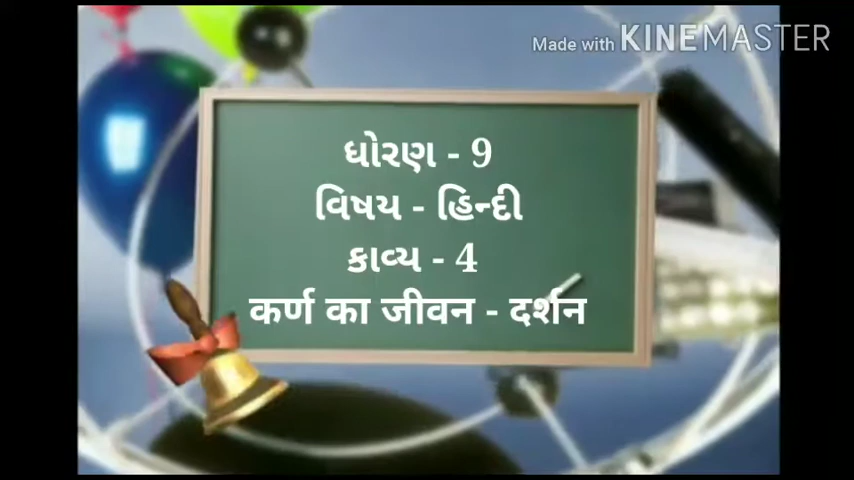 Made with KINEMASTER
ધોરણ - 9
વિષય - હિન્દી
કાવ્ય - 4
कर्ण का जीवन - दर्शन